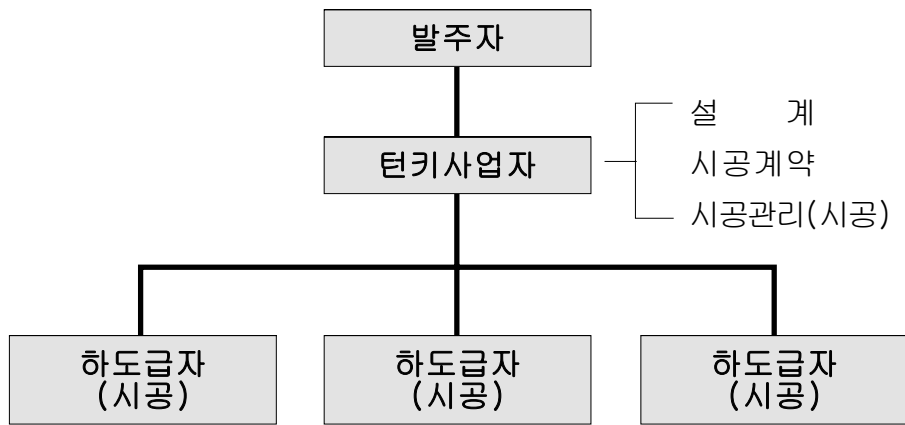 발주자
턴키사업자
설 계
시공계약
시공관리(시공)
하도급자
(시공)
하도급자
(시공)
하도급자
(시공)